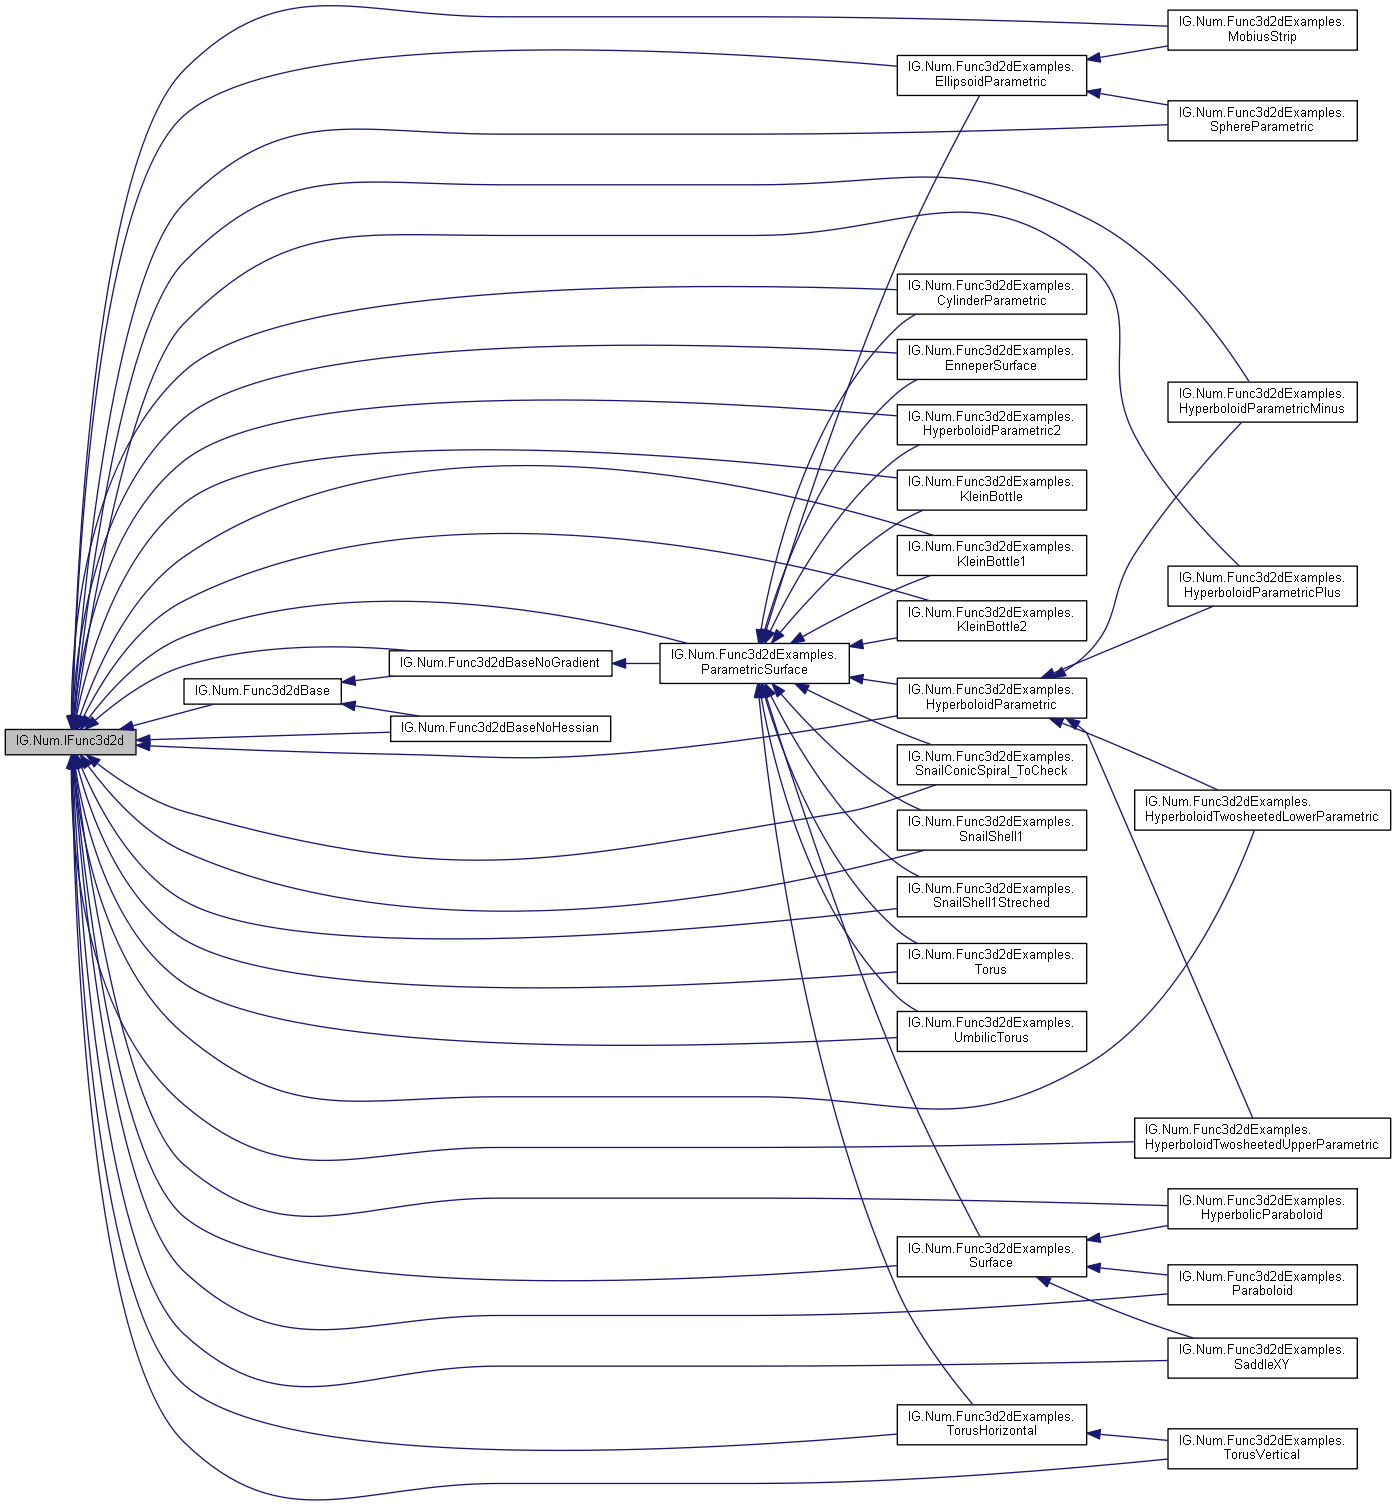 IG.Num.Func3d2dExamples.
MobiusStrip
IG.Num.Func3d2dExamples.
EllipsoidParametric
IG.Num.Func3d2dExamples.
SphereParametric
IG.Num.Func3d2dExamples.
CylinderParametric
IG.Num.Func3d2dExamples.
EnneperSurface
IG.Num.Func3d2dExamples.
HyperboloidParametricMinus
IG.Num.Func3d2dExamples.
HyperboloidParametric2
IG.Num.Func3d2dExamples.
KleinBottle
IG.Num.Func3d2dExamples.
KleinBottle1
IG.Num.Func3d2dExamples.
HyperboloidParametricPlus
IG.Num.Func3d2dExamples.
KleinBottle2
IG.Num.Func3d2dExamples.
ParametricSurface
IG.Num.Func3d2dBaseNoGradient
IG.Num.Func3d2dBase
IG.Num.Func3d2dExamples.
HyperboloidParametric
IG.Num.Func3d2dBaseNoHessian
IG.Num.IFunc3d2d
IG.Num.Func3d2dExamples.
SnailConicSpiral_ToCheck
IG.Num.Func3d2dExamples.
HyperboloidTwosheetedLowerParametric
IG.Num.Func3d2dExamples.
SnailShell1
IG.Num.Func3d2dExamples.
SnailShell1Streched
IG.Num.Func3d2dExamples.
Torus
IG.Num.Func3d2dExamples.
UmbilicTorus
IG.Num.Func3d2dExamples.
HyperboloidTwosheetedUpperParametric
IG.Num.Func3d2dExamples.
HyperbolicParaboloid
IG.Num.Func3d2dExamples.
Surface
IG.Num.Func3d2dExamples.
Paraboloid
IG.Num.Func3d2dExamples.
SaddleXY
IG.Num.Func3d2dExamples.
TorusHorizontal
IG.Num.Func3d2dExamples.
TorusVertical